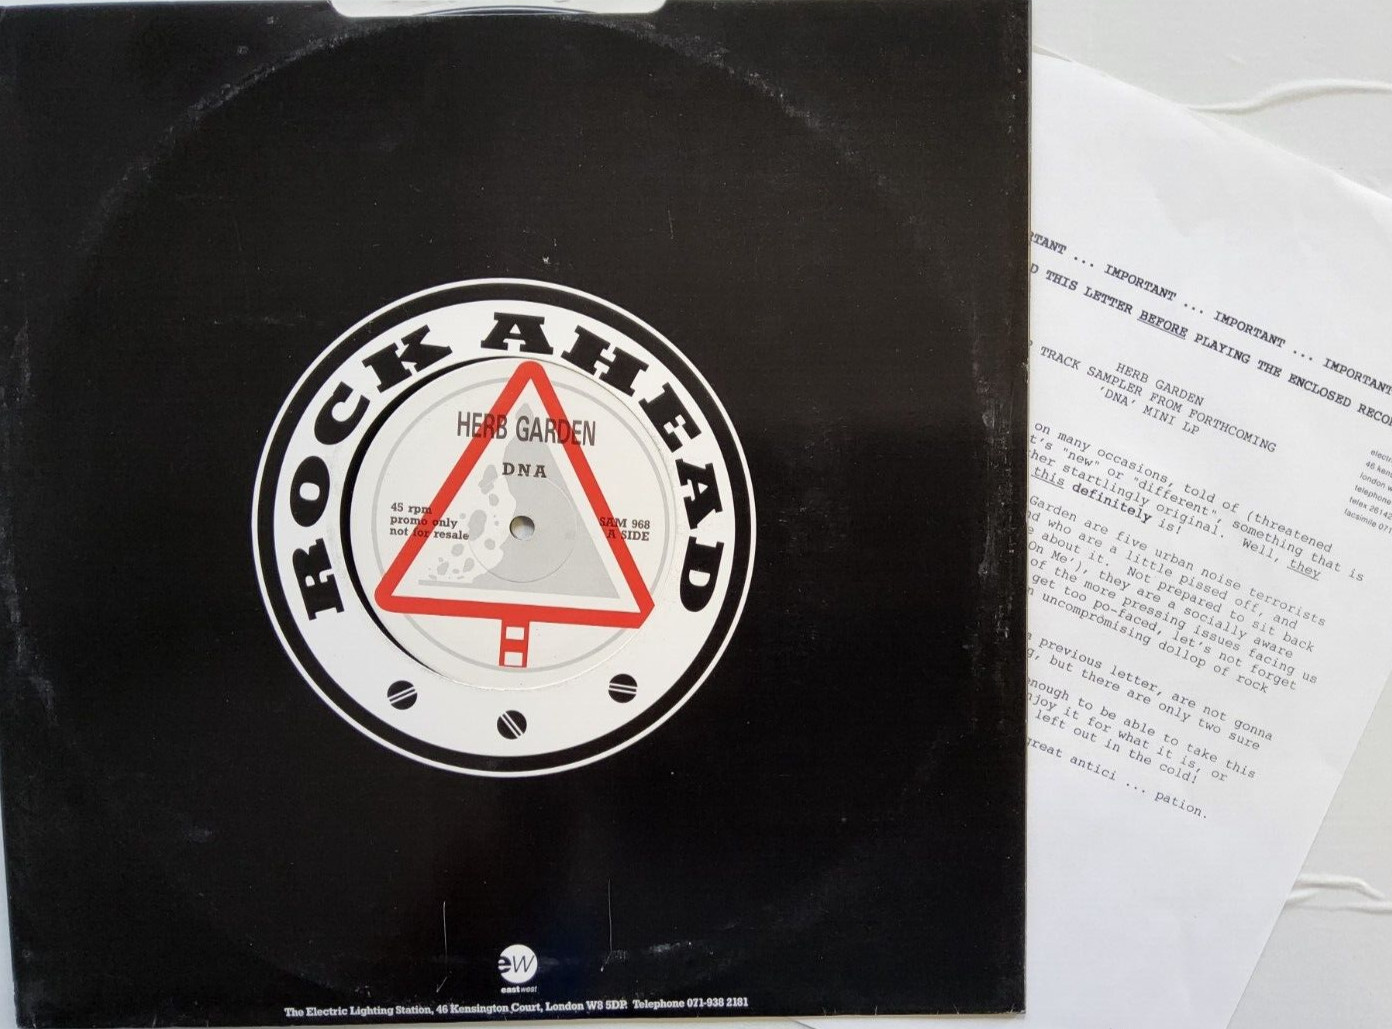 ROCK AHEAD
HERB GARDEN
DNA
45 rpm
promo only
not for resale
SAM 968
A SIDE
ew
eastwest
The Electric Lighting Station, 46 Kensington Court, London W8 5DP. Telephone 071-938 2181
... IMPORTANT ... IMPORTANT ... IMPORTANT
THIS LETTER BEFORE PLAYING THE ENCLOSED
HERB GARDEN
TRACK SAMPLER FROM FORTHCOMING
'DNA' MINI LP
london
telephone
telex
facsimile 071
on many occasions, told of (threatened
"new" or "different", something that is
startlingly original. Well, they
this definitely is!
Garden are five urban noise terrorists
who are a little pissed off, and
about it. Not prepared to sit back
On Me'), they are a socially aware
of the more pressing issues facing us
get too po-faced, let's not forget
uncompromising dollop of rock
previous letter, are not gonna
but there are only two sure
enough to be able to take this
enjoy it for what it is, or
left out in the cold!
great antici ... pation.